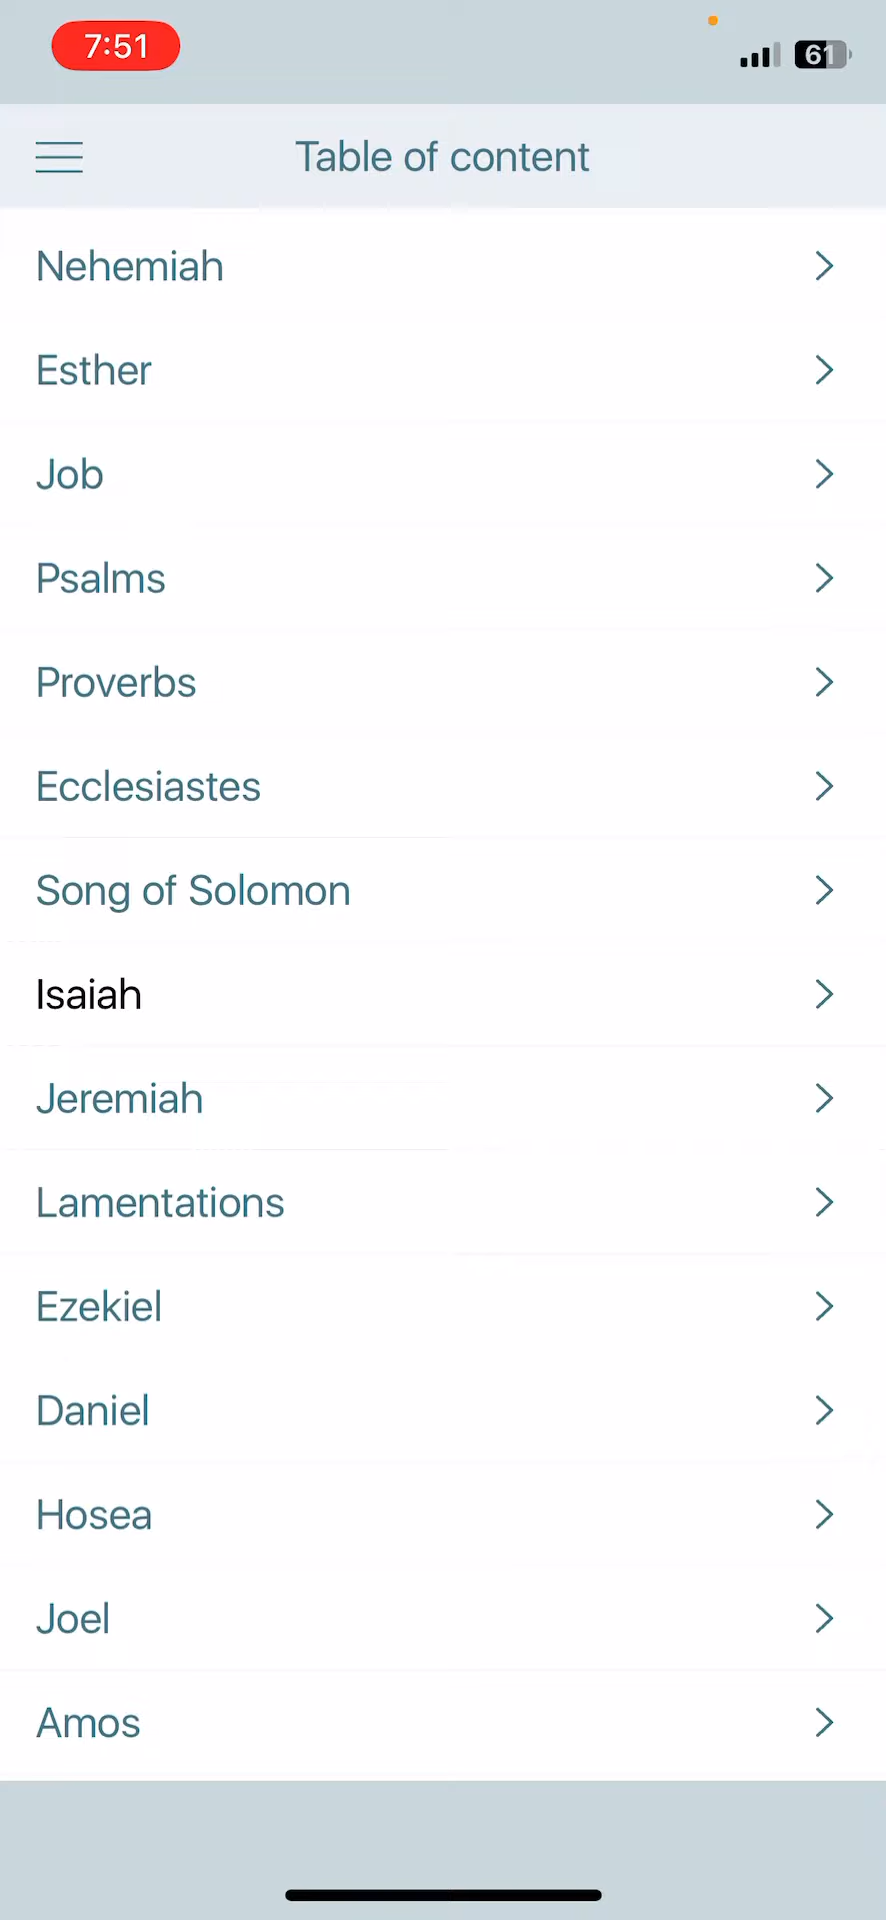 7:51
61
Table of content
Nehemiah
Esther
Job
Psalms
Proverbs
Ecclesiastes
Song of Solomon
Isaiah
Jeremiah
Lamentations
Ezekiel
Daniel
Hosea
Joel
Amos